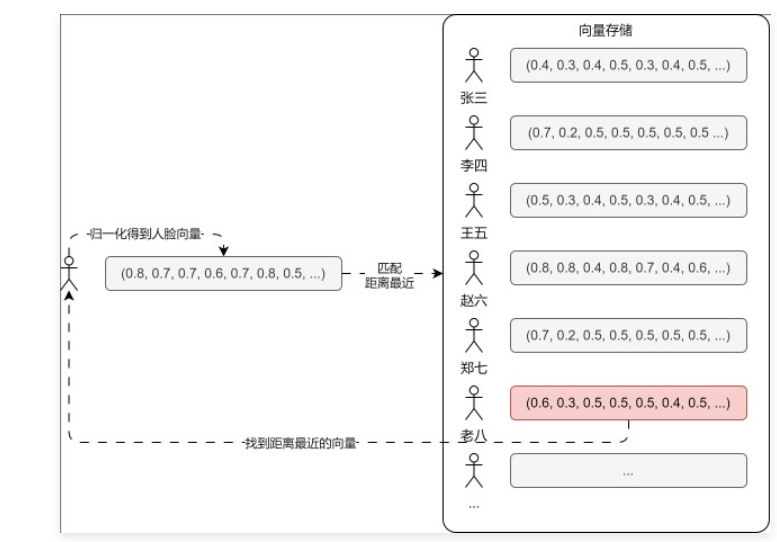 向量存储
(0.4, 0.3, 0.4, 0.5, 0.3, 0.4, 0.5, ...)
张三
(0.7, 0.2, 0.5, 0.5, 0.5, 0.5, 0.5 ...)
李四
(0.5, 0.3, 0.4, 0.5, 0.3, 0.4, 0.5, ...)
王五
归一化得到人脸向量
(0.8, 0.7, 0.7, 0.6, 0.7, 0.8, 0.5, ...)
匹配
距离最近
(0.8, 0.8, 0.4, 0.8, 0.7, 0.4, 0.6, ...)
赵六
(0.7, 0.2, 0.5, 0.5, 0.5, 0.5, 0.5, ...)
郑七
(0.6, 0.3, 0.5, 0.5, 0.5, 0.4, 0.5, ...)
老八
找到距离最近的向量
...
...